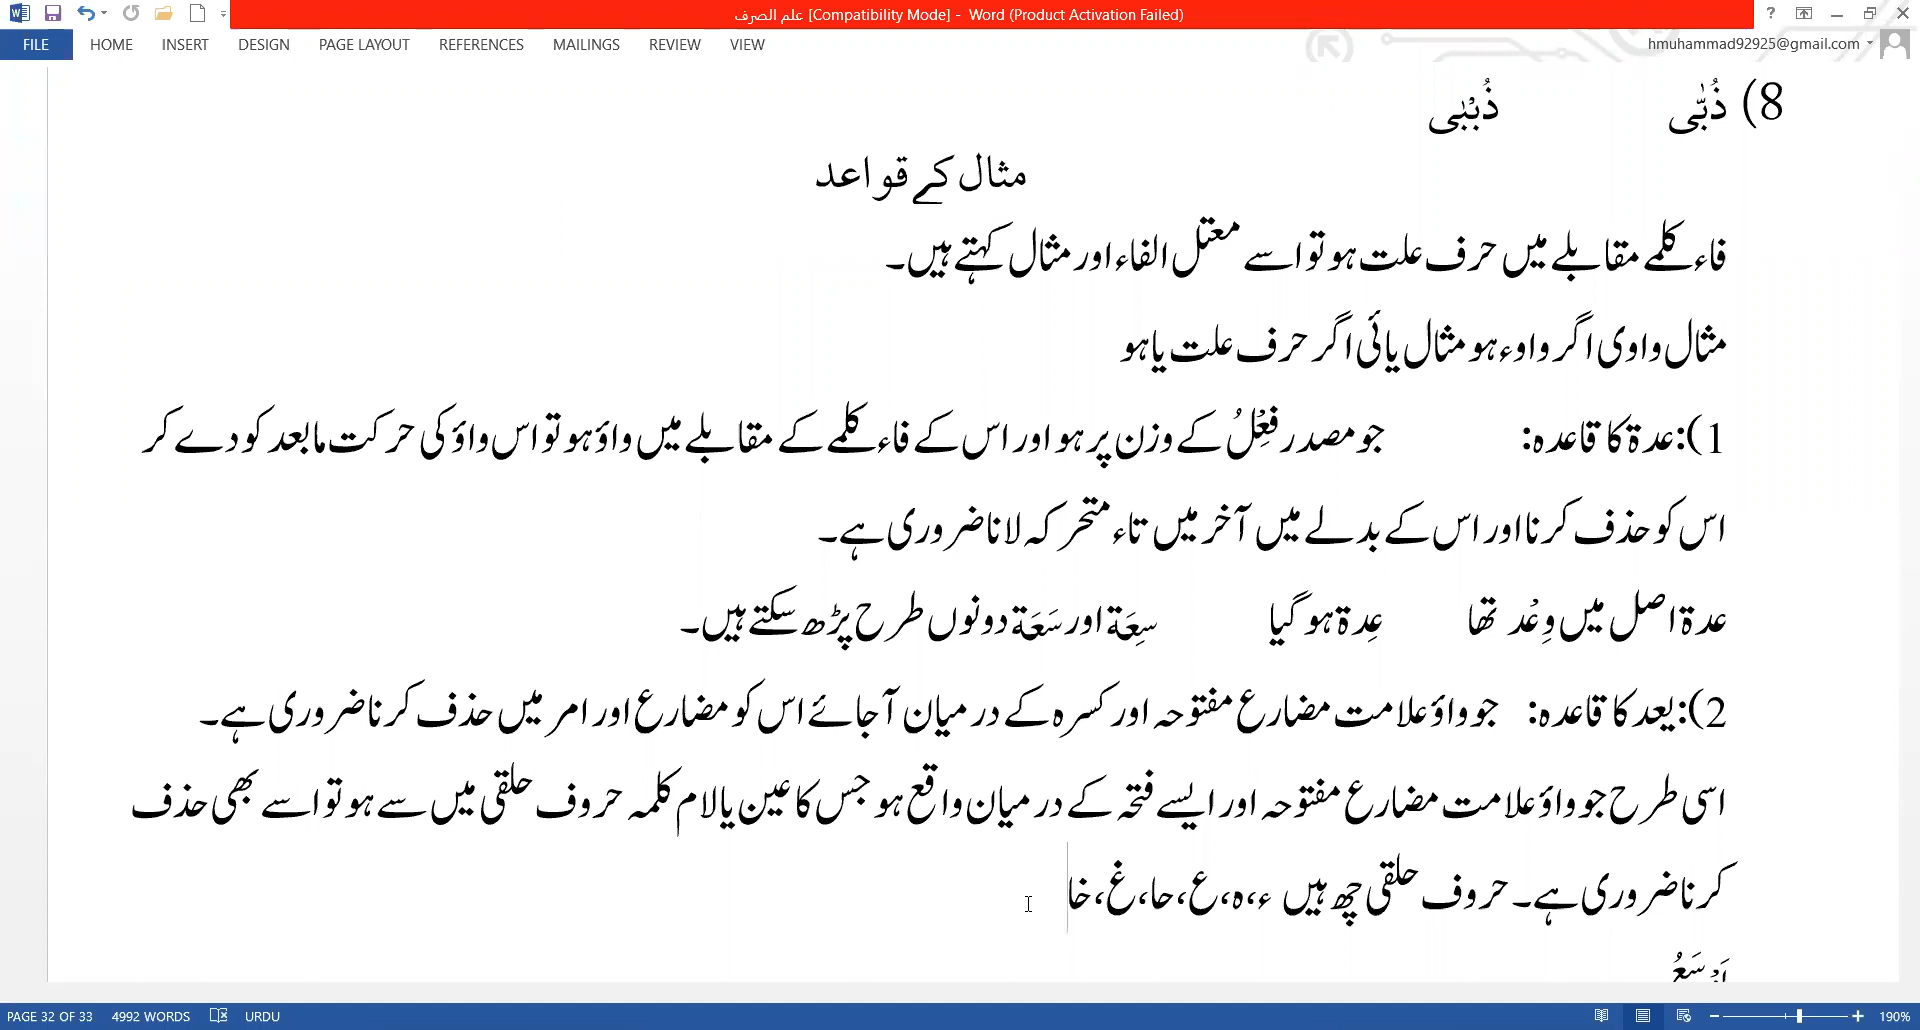 علم الصرف [Compatibility Mode] - Word (Product Activation Failed)
FILE HOME INSERT DESIGN PAGE LAYOUT REFERENCES MAILINGS REVIEW VIEW
hmuhammad92925@gmail.com
8) ذُبّٰی ذُبْبٰی
مثال کے قواعد
فاء کلمے مقابلے میں حرف علت ہو تو اسے معتل الفاء اور مثال کہتے ہیں۔
مثال واوی اگر واوء ہو مثال یائی اگر حرف علت یا ہو
1):عدۃ کا قاعدہ: جو مصدر فِعْلُ کے وزن پر ہو اور اس کے فاء کلمے کے مقابلے میں واؤ ہو تو اس واؤ کی حرکت مابعد کو دے کر
اس کو حذف کرنا اور اس کے بدلے میں آخر میں تاء متحرکہ لانا ضروری ہے۔
عدۃ اصل میں وِعْد تھا عِدۃ ہو گیا سِعَة اور سَعَة دونوں طرح پڑھ سکتے ہیں۔
2):یعد کا قاعدہ: جو واؤ علامت مضارع مفتوحہ اور کسرہ کے درمیان آجائے اس کو مضارع اور امر میں حذف کرنا ضروری ہے۔
اسی طرح جو واؤ علامت مضارع مفتوحہ اور ایسے فتحہ کے درمیان واقع ہو جس کا عین یا لام کلمہ حروف حلقی میں سے ہو تو اسے بھی حذف
کرنا ضروری ہے۔ حروف حلقی چھ ہیں ء،ہ،ع،حا،غ،خا
PAGE 32 OF 33 4992 WORDS URDU 190%